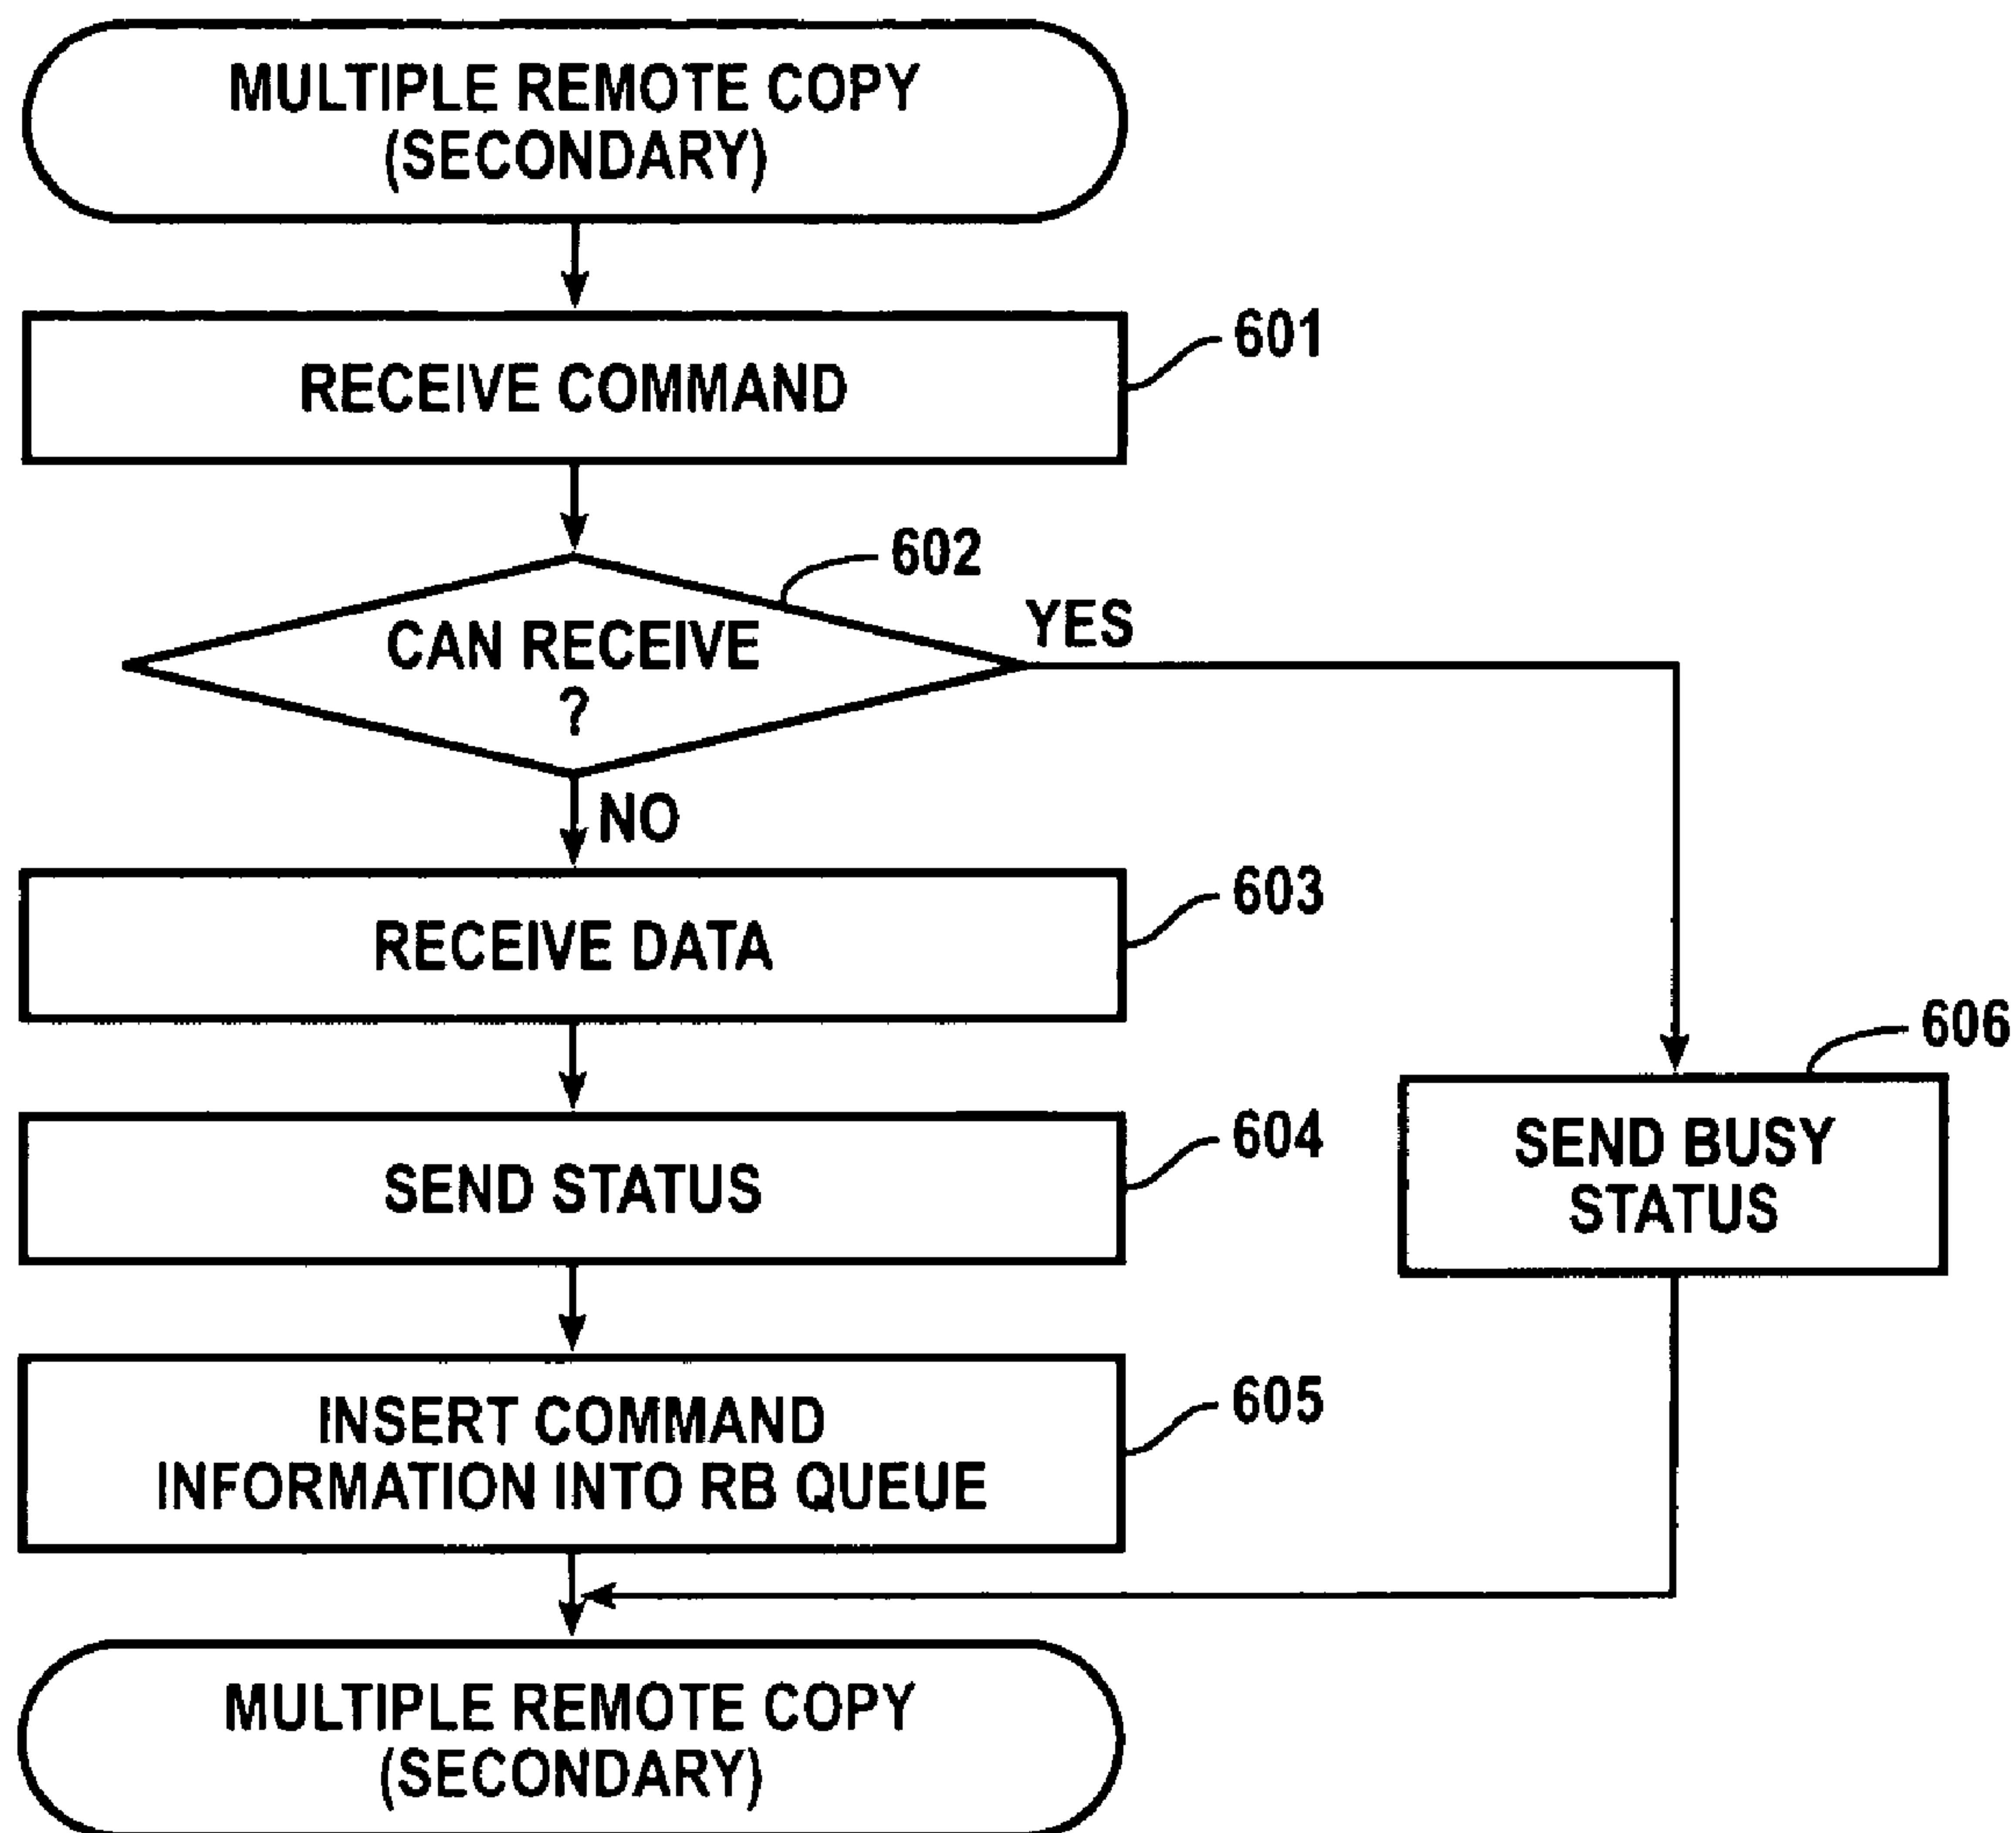 MULTIPLE REMOTE COPY
(SECONDARY)
601
RECEIVE COMMAND
602
CAN RECEIVE
?
YES
NO
603
RECEIVE DATA
606
604
SEND STATUS
SEND BUSY
STATUS
605
INSERT COMMAND
INFORMATION INTO RB QUEUE
MULTIPLE REMOTE COPY
(SECONDARY)